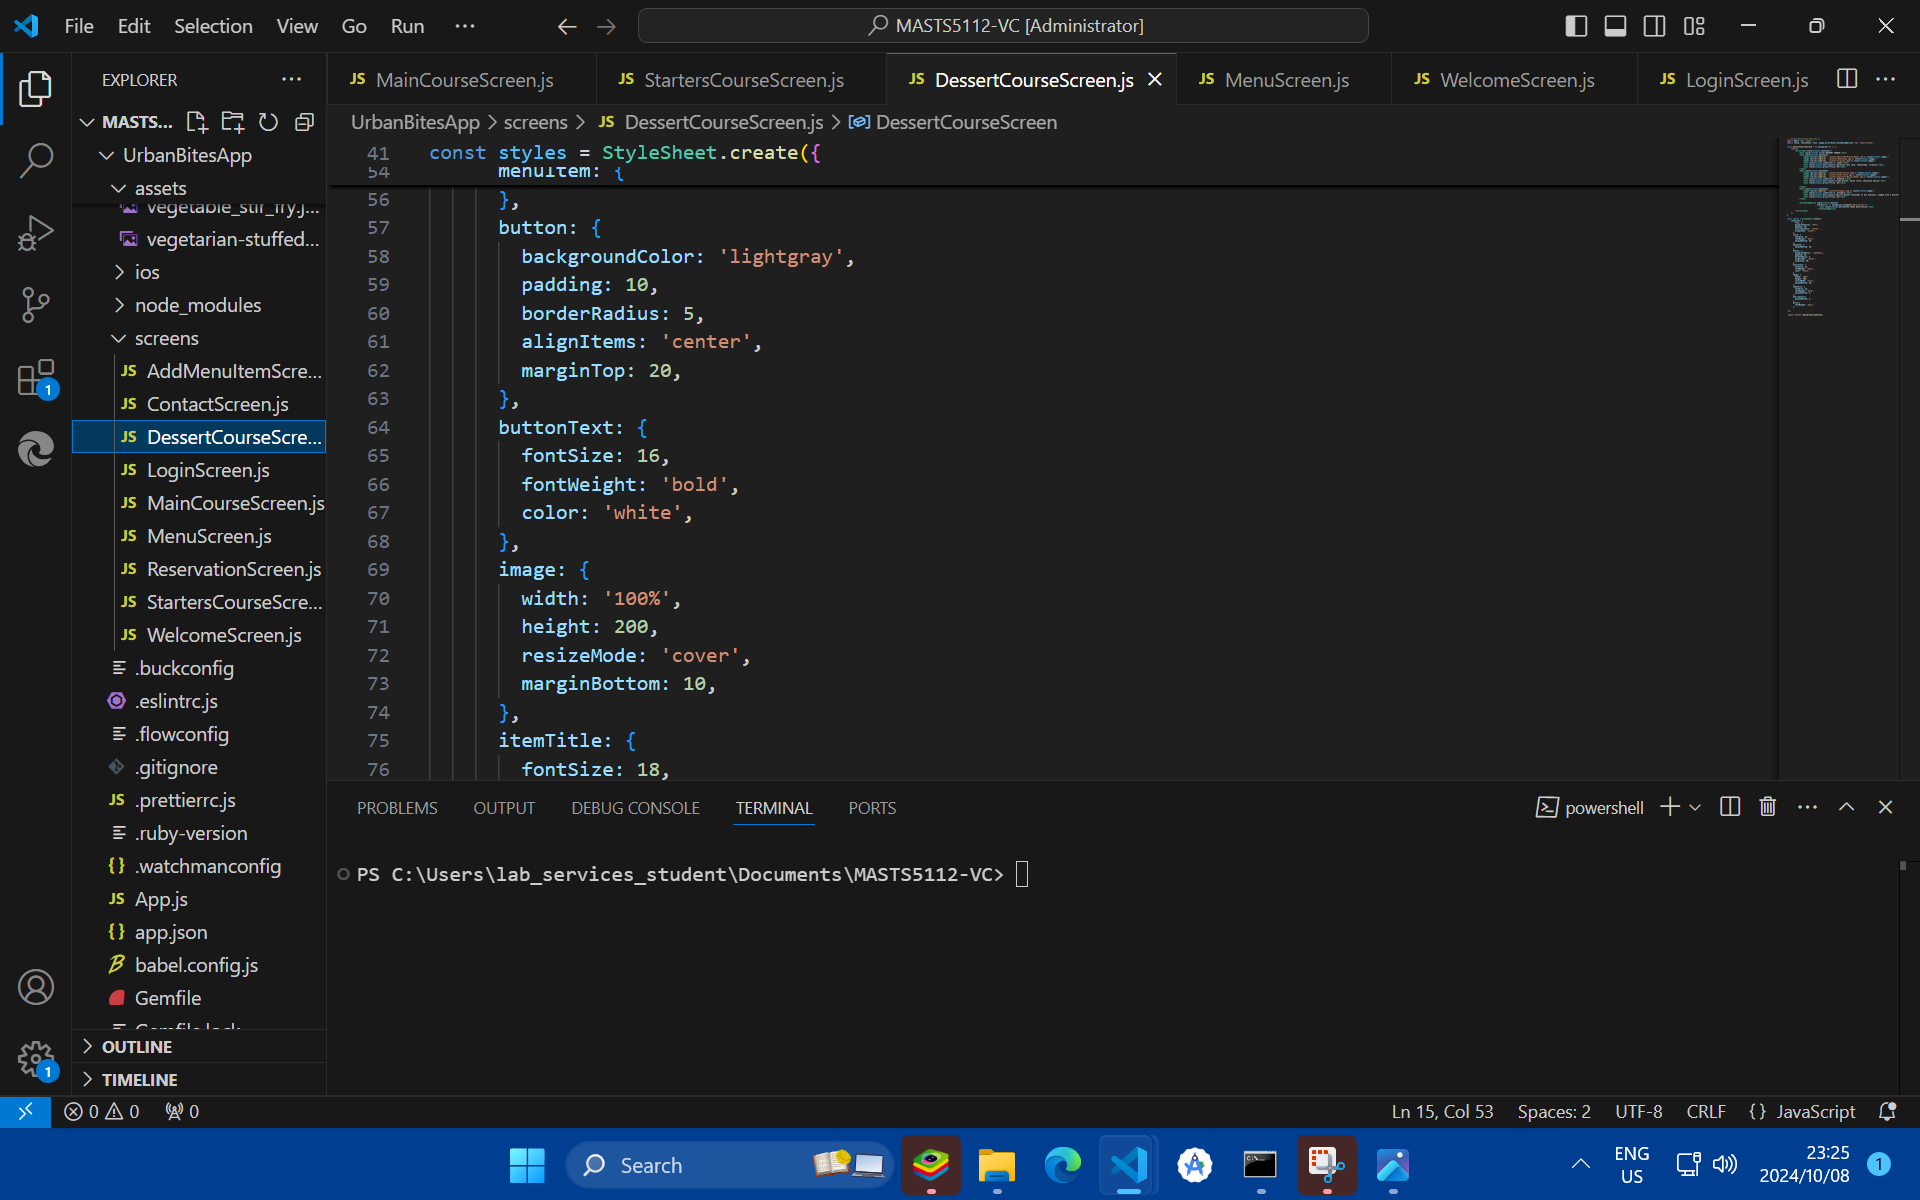 File Edit Selection View Go Run ···
MASTS5112-VC [Administrator]
EXPLORER
MASTS...
UrbanBitesApp
assets
vegetable_stir_fry.j...
vegetarian-stuffed...
ios
node_modules
screens
JS AddMenuItemScre...
JS ContactScreen.js
JS DessertCourseScre...
JS LoginScreen.js
JS MainCourseScreen.js
JS MenuScreen.js
JS ReservationScreen.js
JS StartersCourseScre...
JS WelcomeScreen.js
.buckconfig
.eslintrc.js
.flowconfig
.gitignore
JS .prettierrc.js
.ruby-version
{} .watchmanconfig
JS App.js
{} app.json
babel.config.js
Gemfile
Gemfile.lock
OUTLINE
TIMELINE
1
1
JS MainCourseScreen.js JS StartersCourseScreen.js JS DessertCourseScreen.js JS MenuScreen.js JS WelcomeScreen.js JS LoginScreen.js
UrbanBitesApp > screens > JS DessertCourseScreen.js > DessertCourseScreen
41 const styles = StyleSheet.create({
54 menuItem: {
56 },
57 button: {
58 backgroundColor: 'lightgray',
59 padding: 10,
60 borderRadius: 5,
61 alignItems: 'center',
62 marginTop: 20,
63 },
64 buttonText: {
65 fontSize: 16,
66 fontWeight: 'bold',
67 color: 'white',
68 },
69 image: {
70 width: '100%',
71 height: 200,
72 resizeMode: 'cover',
73 marginBottom: 10,
74 },
75 itemTitle: {
76 fontSize: 18,
PROBLEMS OUTPUT DEBUG CONSOLE TERMINAL PORTS
powershell
PS C:\Users\lab_services_student\Documents\MASTS5112-VC>
0 0 0
Ln 15, Col 53 Spaces: 2 UTF-8 CRLF {} JavaScript
Search
ENG
US
23:25
2024/10/08
1